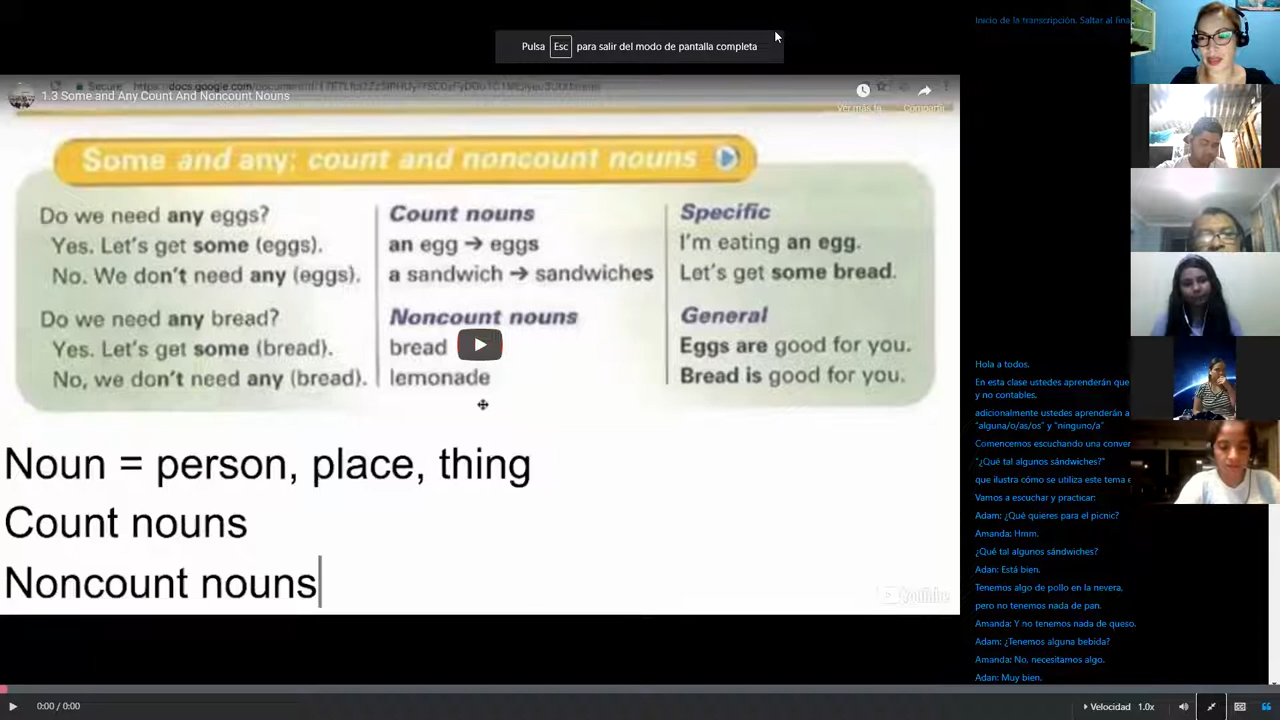 Inicio de la transcripción. Saltar al fina
Pulsa Esc para salir del modo de pantalla completa
Secure
1.3 Some and Any Count And Noncount Nouns
Ver más ta
Compartir
Some and any; count and noncount nouns
Do we need any eggs?
Yes. Let's get some (eggs).
No. We don't need any (eggs).
Do we need any bread?
Yes. Let's get some (bread).
No, we don't need any (bread).
Count nouns
an egg → eggs
a sandwich → sandwiches
Noncount nouns
bread
lemonade
Specific
I'm eating an egg.
Let's get some bread.
General
Eggs are good for you.
Bread is good for you.
Noun = person, place, thing
Count nouns
Noncount nouns
YouTube
Hola a todos.
En esta clase ustedes aprenderán que
y no contables.
adicionalmente ustedes aprenderán a
"alguna/o/as/os" y "ninguno/a"
Comencemos escuchando una conver
"¿Qué tal algunos sándwiches?"
que ilustra cómo se utiliza este tema e
Vamos a escuchar y practicar:
Adam: ¿Qué quieres para el picnic?
Amanda: Hmm.
¿Qué tal algunos sándwiches?
Adan: Está bien.
Tenemos algo de pollo en la nevera,
pero no tenemos nada de pan.
Amanda: Y no tenemos nada de queso.
Adam: ¿Tenemos alguna bebida?
Amanda: No, necesitamos algo.
Adan: Muy bien.
0:00 / 0:00
Velocidad 1.0x